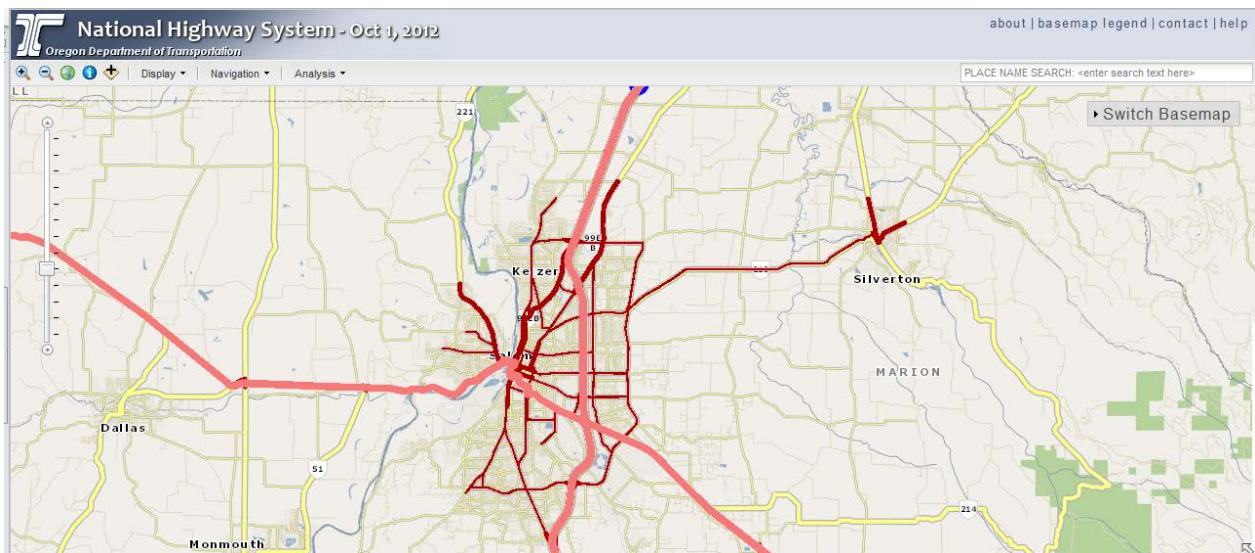 National Highway System - Oct 1, 2012
Oregon Department of Transportation
about | basemap legend | contact | help
Display Navigation Analysis
PLACE NAME SEARCH: <enter search text here>
LL
Switch Basemap
221
99E
B
Keizer
Silverton
Salem
MARION
Dallas
51
214
Monmouth